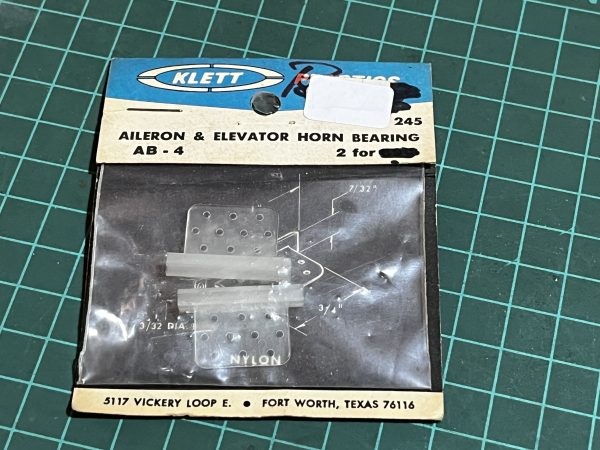 KLETT
245
AILERON & ELEVATOR HORN BEARING
AB - 4 2 for
7/32"
3/4"
3/32 DIA.
NYLON
5117 VICKERY LOOP E. • FORT WORTH, TEXAS 76116